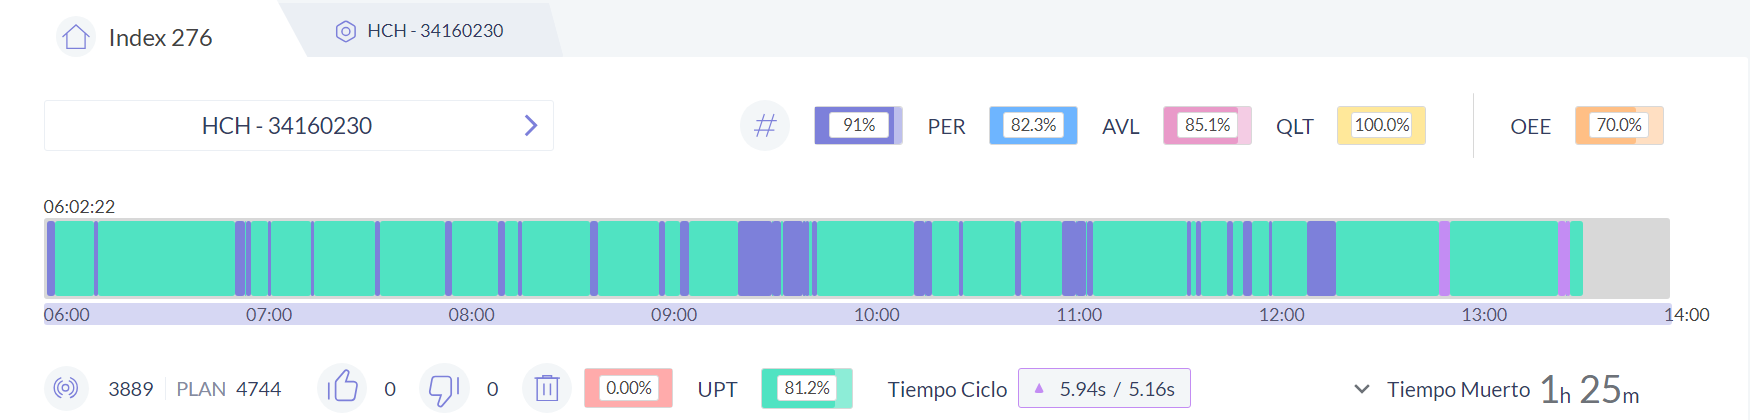 Index 276 HCH - 34160230
HCH - 34160230 # 91% PER 82.3% AVL 85.1% QLT 100.0% OEE 70.0%
06:02:22
06:00 07:00 08:00 09:00 10:00 11:00 12:00 13:00 14:00
3889 PLAN 4744 0 0 0.00% UPT 81.2% Tiempo Ciclo 5.94s / 5.16s Tiempo Muerto 1h 25m